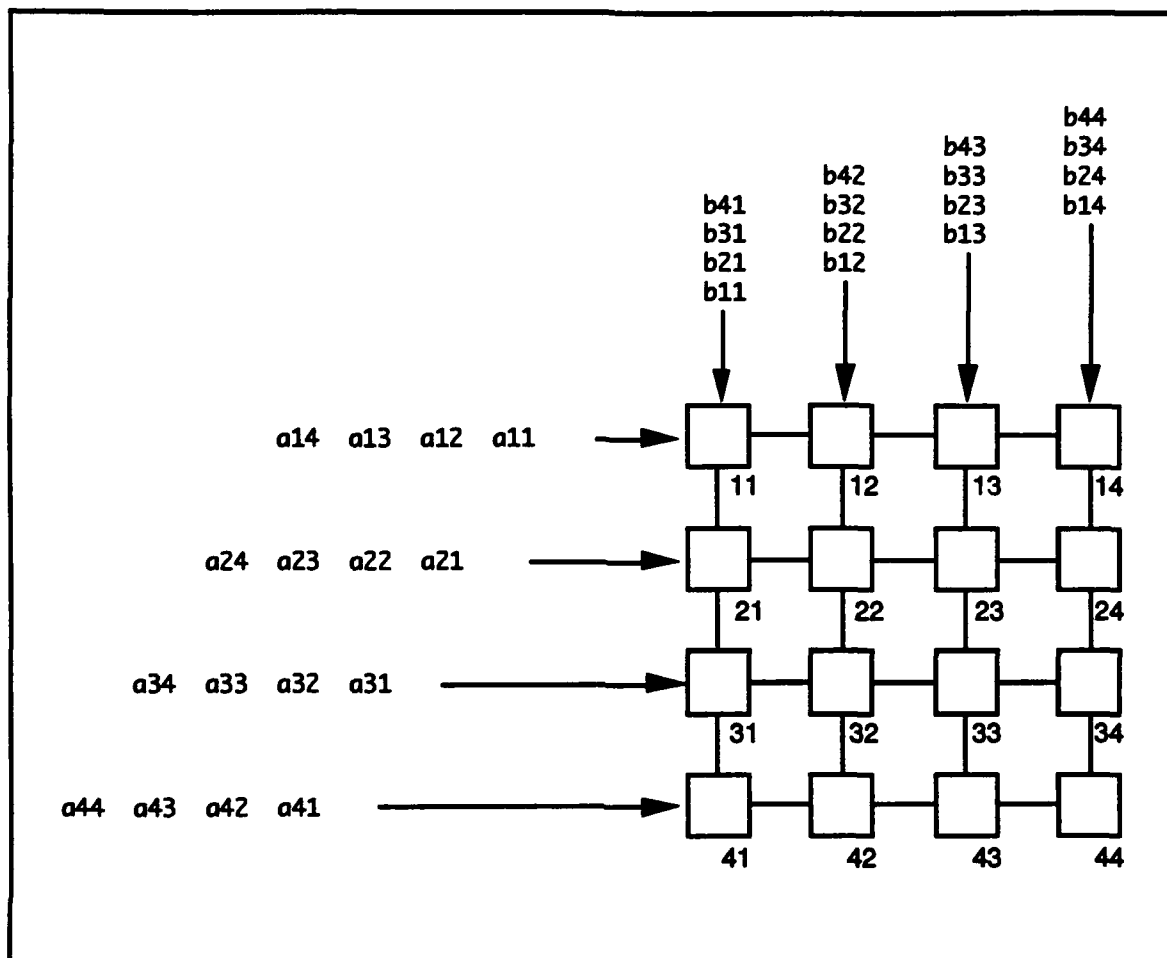 b44
b43 b34
b42 b33 b24
b41 b32 b23 b14
b31 b22 b13
b21 b12
b11
a14 a13 a12 a11
11 12 13 14
a24 a23 a22 a21
21 22 23 24
a34 a33 a32 a31
31 32 33 34
a44 a43 a42 a41
41 42 43 44